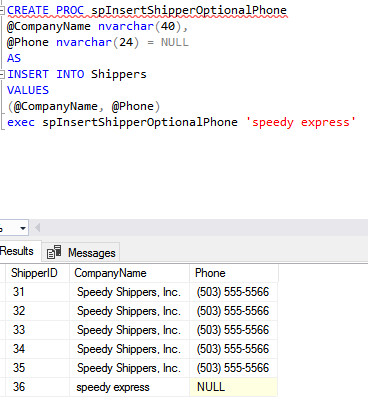 CREATE PROC spInsertShipperOptionalPhone
@CompanyName nvarchar(40),
@Phone nvarchar(24) = NULL
AS
INSERT INTO Shippers
VALUES
(@CompanyName, @Phone)
exec spInsertShipperOptionalPhone 'speedy express'
Results Messages
ShipperID CompanyName Phone
31 Speedy Shippers, Inc. (503) 555-5566
32 Speedy Shippers, Inc. (503) 555-5566
33 Speedy Shippers, Inc. (503) 555-5566
34 Speedy Shippers, Inc. (503) 555-5566
35 Speedy Shippers, Inc. (503) 555-5566
36 speedy express NULL